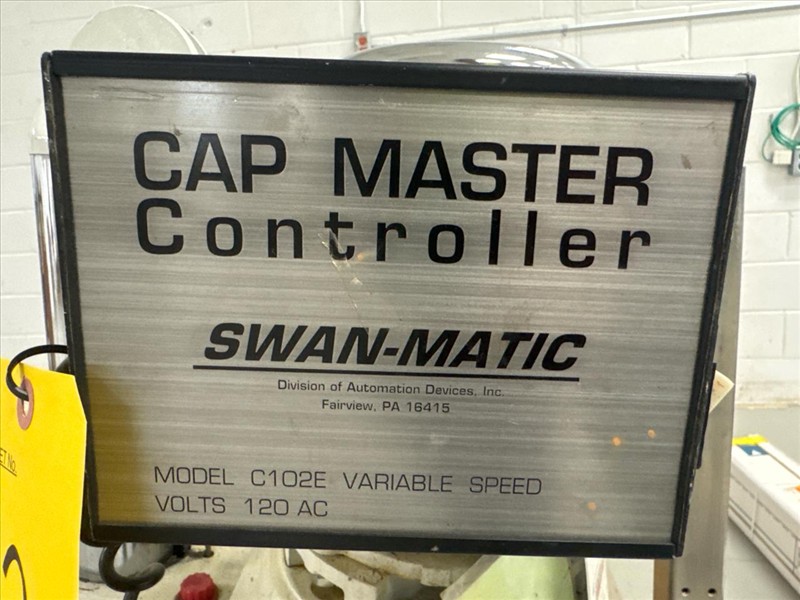 CAP MASTER
Controller
SWAN-MATIC
Division of Automation Devices, Inc.
Fairview, PA 16415
MODEL C102E VARIABLE SPEED
VOLTS 120 AC